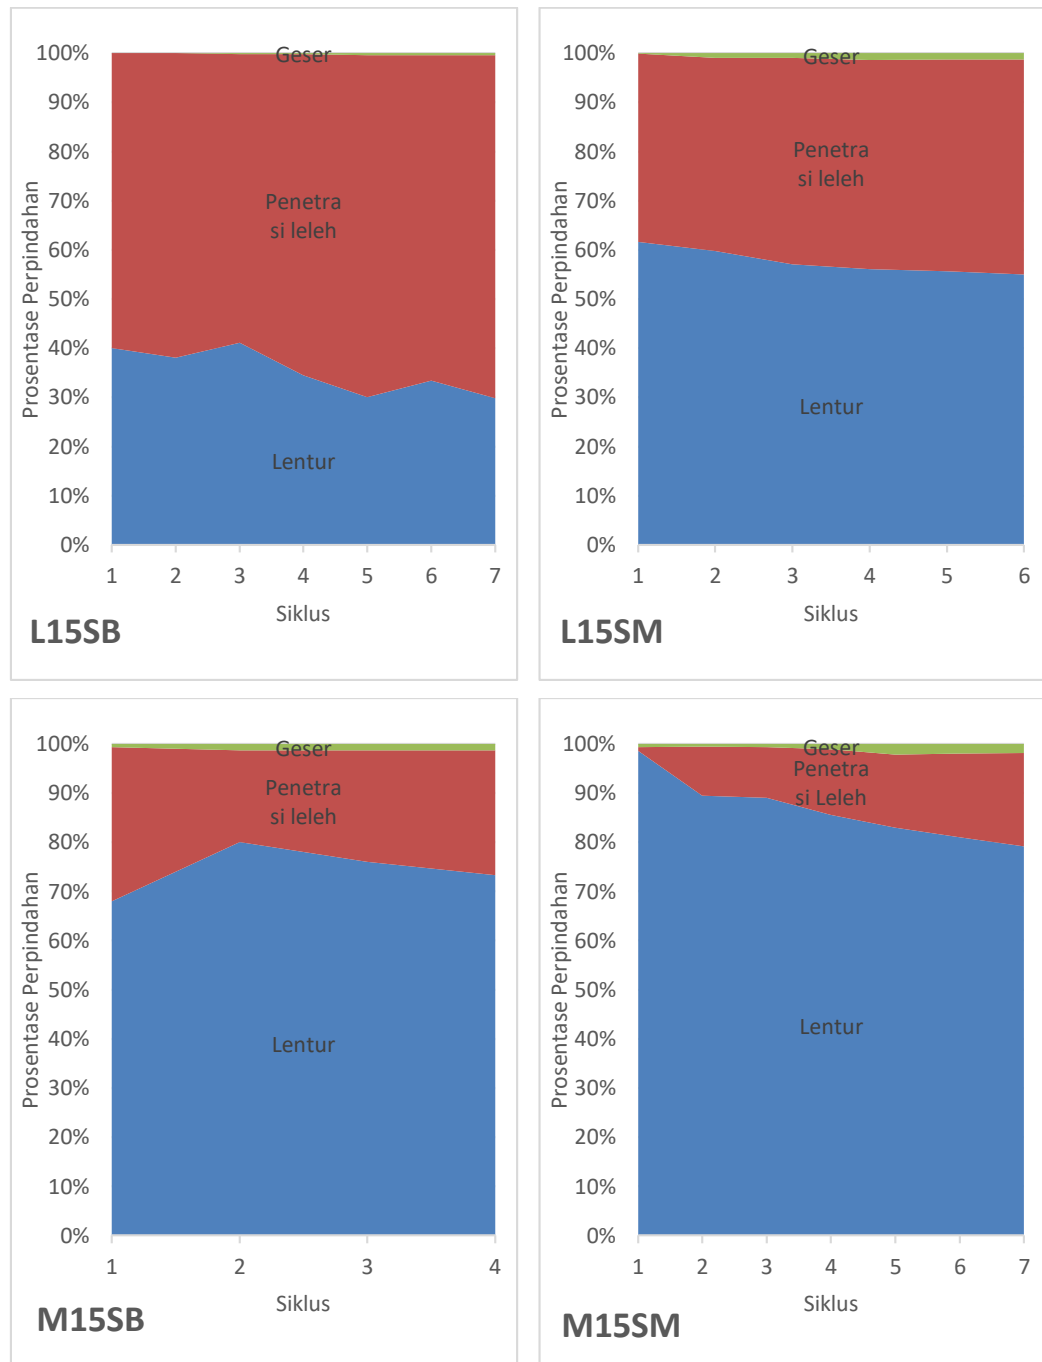 Prosentase Perpindahan
100%
90%
80%
70%
60%
50%
40%
30%
20%
10%
0%
Geser
Penetra
si leleh
Lentur
1 2 3 4 5 6 7
Siklus
L15SB
Prosentase Perpindahan
100%
90%
80%
70%
60%
50%
40%
30%
20%
10%
0%
Geser
Penetra
si leleh
Lentur
1 2 3 4 5 6
Siklus
L15SM
Prosentase Perpindahan
100%
90%
80%
70%
60%
50%
40%
30%
20%
10%
0%
Geser
Penetra
si leleh
Lentur
1 2 3 4
Siklus
M15SB
Prosentase Perpindahan
100%
90%
80%
70%
60%
50%
40%
30%
20%
10%
0%
Geser
Penetra
si Leleh
Lentur
1 2 3 4 5 6 7
Siklus
M15SM